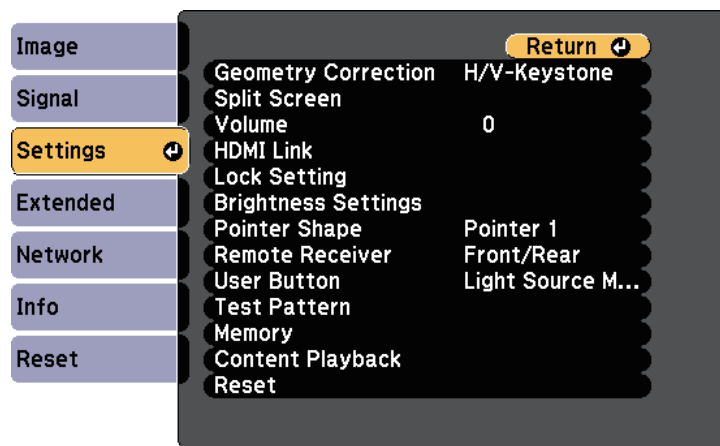 Image
Signal
Settings
Extended
Network
Info
Reset
Return
Geometry Correction H/V-Keystone
Split Screen
Volume 0
HDMI Link
Lock Setting
Brightness Settings
Pointer Shape Pointer 1
Remote Receiver Front/Rear
User Button Light Source M...
Test Pattern
Memory
Content Playback
Reset